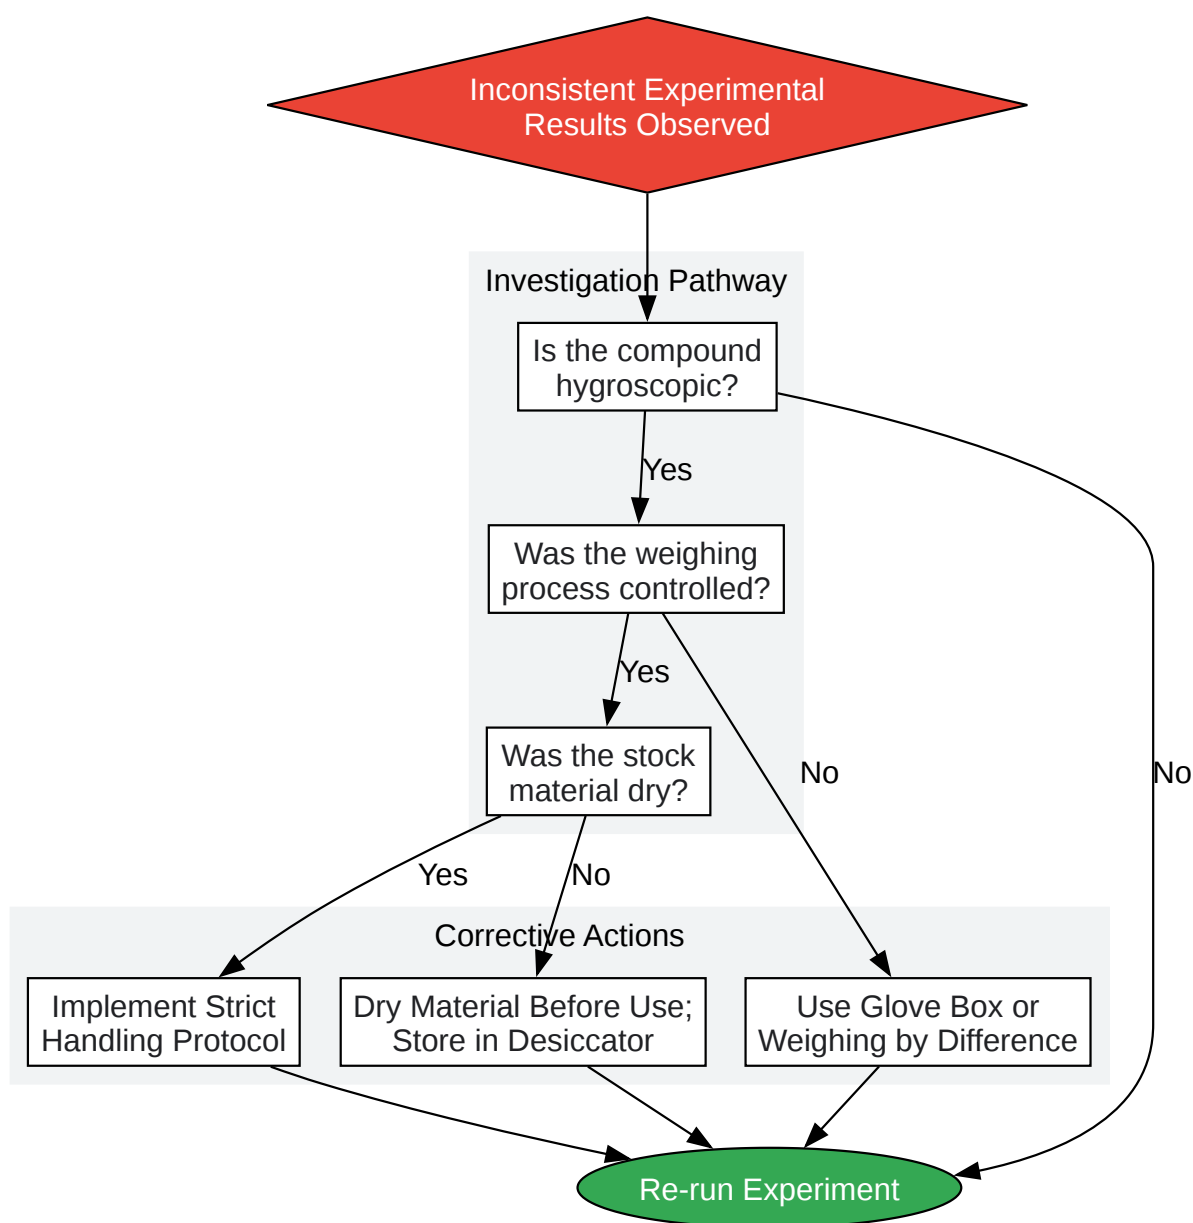 Inconsistent Experimental
Results Observed
Investigation Pathway
Is the compound
hygroscopic?
Yes
Was the weighing
process controlled?
Yes
Was the stock
material dry?
No
No
Yes
No
Corrective Actions
Implement Strict
Handling Protocol
Dry Material Before Use;
Store in Desiccator
Use Glove Box or
Weighing by Difference
Re-run Experiment